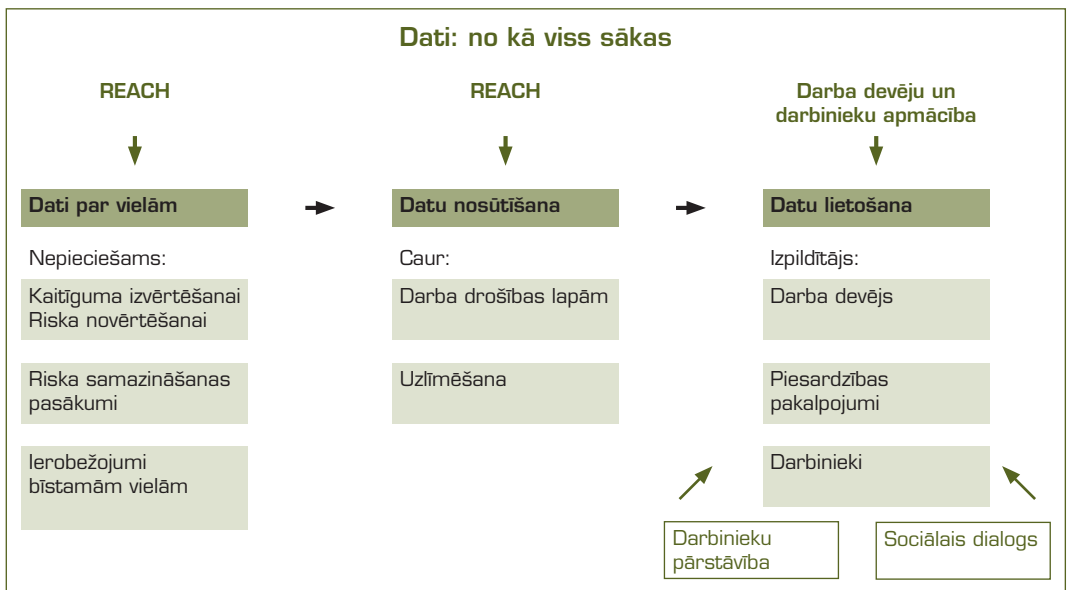 Dati: no kā viss sākas
REACH
Dati par vielām
Nepieciešams:
Kaitīguma izvērtēšanai
Riska novērtēšanai
Riska samazināšanas
pasākumi
Ierobežojumi
bīstamām vielām
REACH
Datu nosūtīšana
Caur:
Darba drošības lapām
Uzlīmēšana
Darba devēju un
darbinieku apmācība
Datu lietošana
Izpildītājs:
Darba devējs
Piesardzības
pakalpojumi
Darbinieki
Darbinieku
pārstāvība
Sociālais dialogs